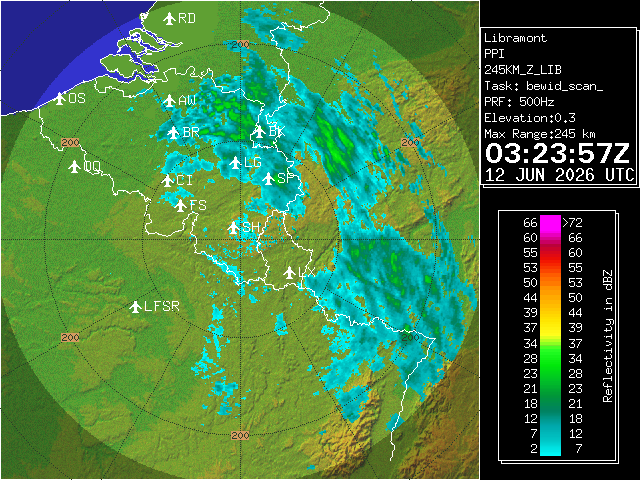 RD
200
OS
AW
BR
BK
200
200
QQ
LG
CI
SP
FS
SH
LX
LFSR
200
200
200
Libramont
PPI
245KM_Z_LIB
Task: bewid_scan_
PRF: 500Hz
Elevation:0.3
Max Range:245 km
03:23:57Z
12 JUN 2026 UTC
66 >72
60 66
55 60
53 55
50 53
44 50
39 44
37 39
34 37
28 34
23 28
21 23
18 21
12 18
7 12
2 7
Reflectivity in dBZ